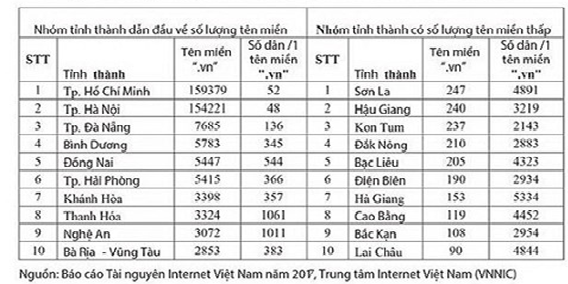 Nhóm tỉnh thành dẫn đầu về số lượng tên miền Nhóm tỉnh thành có số lượng tên miền thấp
STT Tỉnh thành Tên miền ".vn" Số dân /1 tên miền ".vn" STT Tỉnh thành Tên miền ".vn" Số dân /1 tên miền ".vn"
1 Tp. Hồ Chí Minh 159379 52 1 Sơn La 247 4891
2 Tp. Hà Nội 154221 48 2 Hậu Giang 240 3219
3 Tp. Đà Nẵng 7685 136 3 Kon Tum 237 2143
4 Bình Dương 5783 345 4 Đắk Nông 210 2883
5 Đồng Nai 5447 544 5 Bạc Liêu 205 4323
6 Tp. Hải Phòng 5415 366 6 Điện Biên 190 2934
7 Khánh Hòa 3398 357 7 Hà Giang 153 5334
8 Thanh Hóa 3324 1061 8 Cao Bằng 119 4452
9 Nghệ An 3072 1011 9 Bắc Kạn 108 2954
10 Bà Rịa - Vũng Tàu 2853 383 10 Lai Châu 90 4844
Nguồn: Báo cáo Tài nguyên Internet Việt Nam năm 2017, Trung tâm Internet Việt Nam (VNNIC)